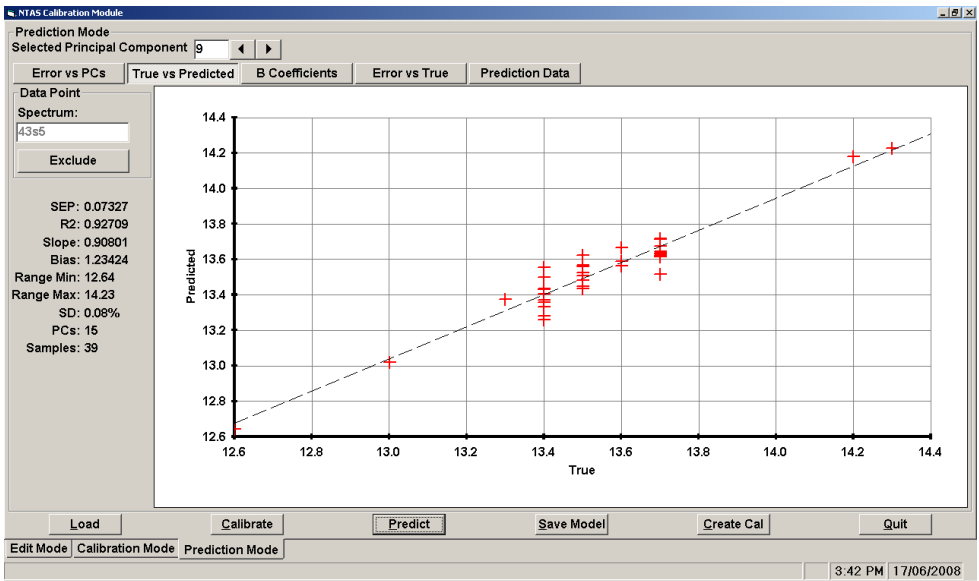 NTAS Calibration Module
Prediction Mode
Selected Principal Component 9
Error vs PCs True vs Predicted B Coefficients Error vs True Prediction Data
Data Point
Spectrum:
43s5
Exclude
SEP: 0.07327
R2: 0.92709
Slope: 0.90801
Bias: 1.23424
Range Min: 12.64
Range Max: 14.23
SD: 0.08%
PCs: 15
Samples: 39
Predicted
14.4
14.2
14.0
13.8
13.6
13.4
13.2
13.0
12.8
12.6
12.6 12.8 13.0 13.2 13.4 13.6 13.8 14.0 14.2 14.4
True
Load Calibrate Predict Save Model Create Cal Quit
Edit Mode Calibration Mode Prediction Mode
3:42 PM 17/06/2008